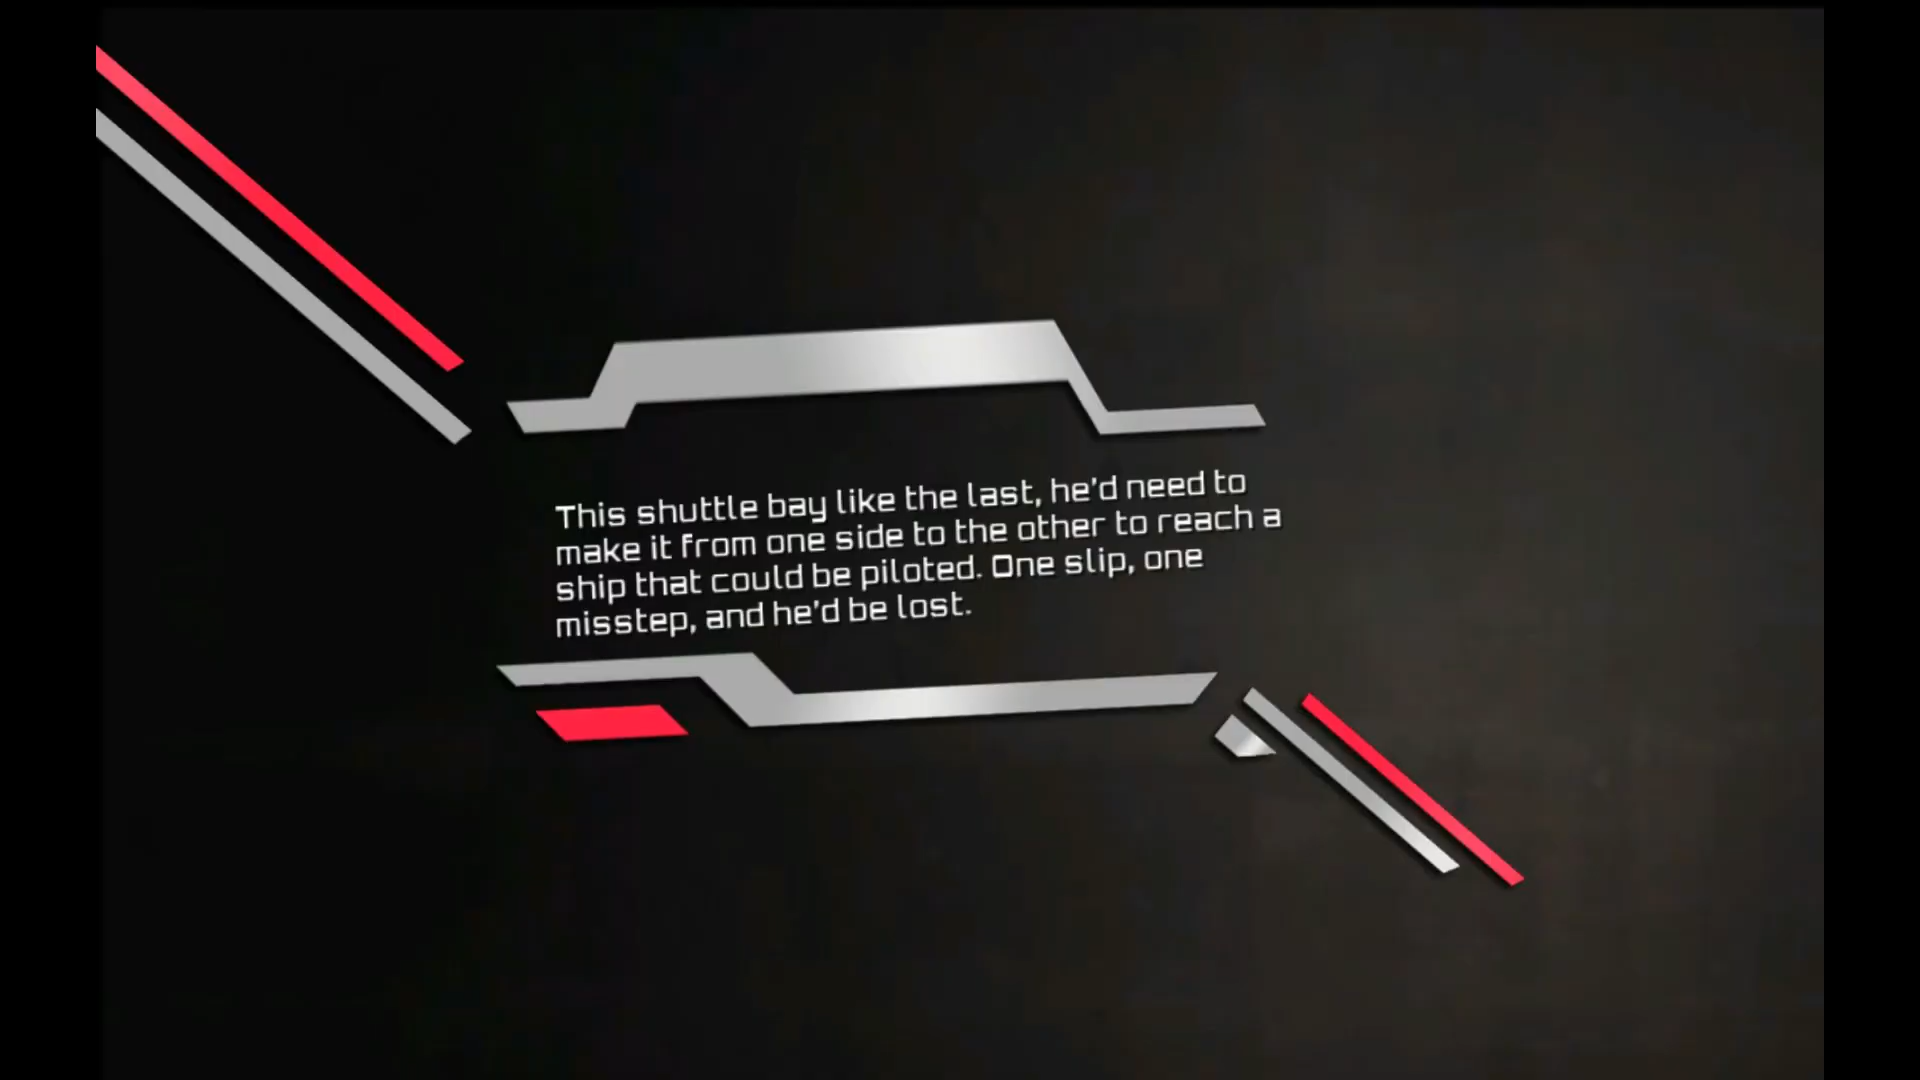 This shuttle bay like the last, he'd need to
make it from one side to the other to reach a
ship that could be piloted. One slip, one
misstep, and he'd be lost.